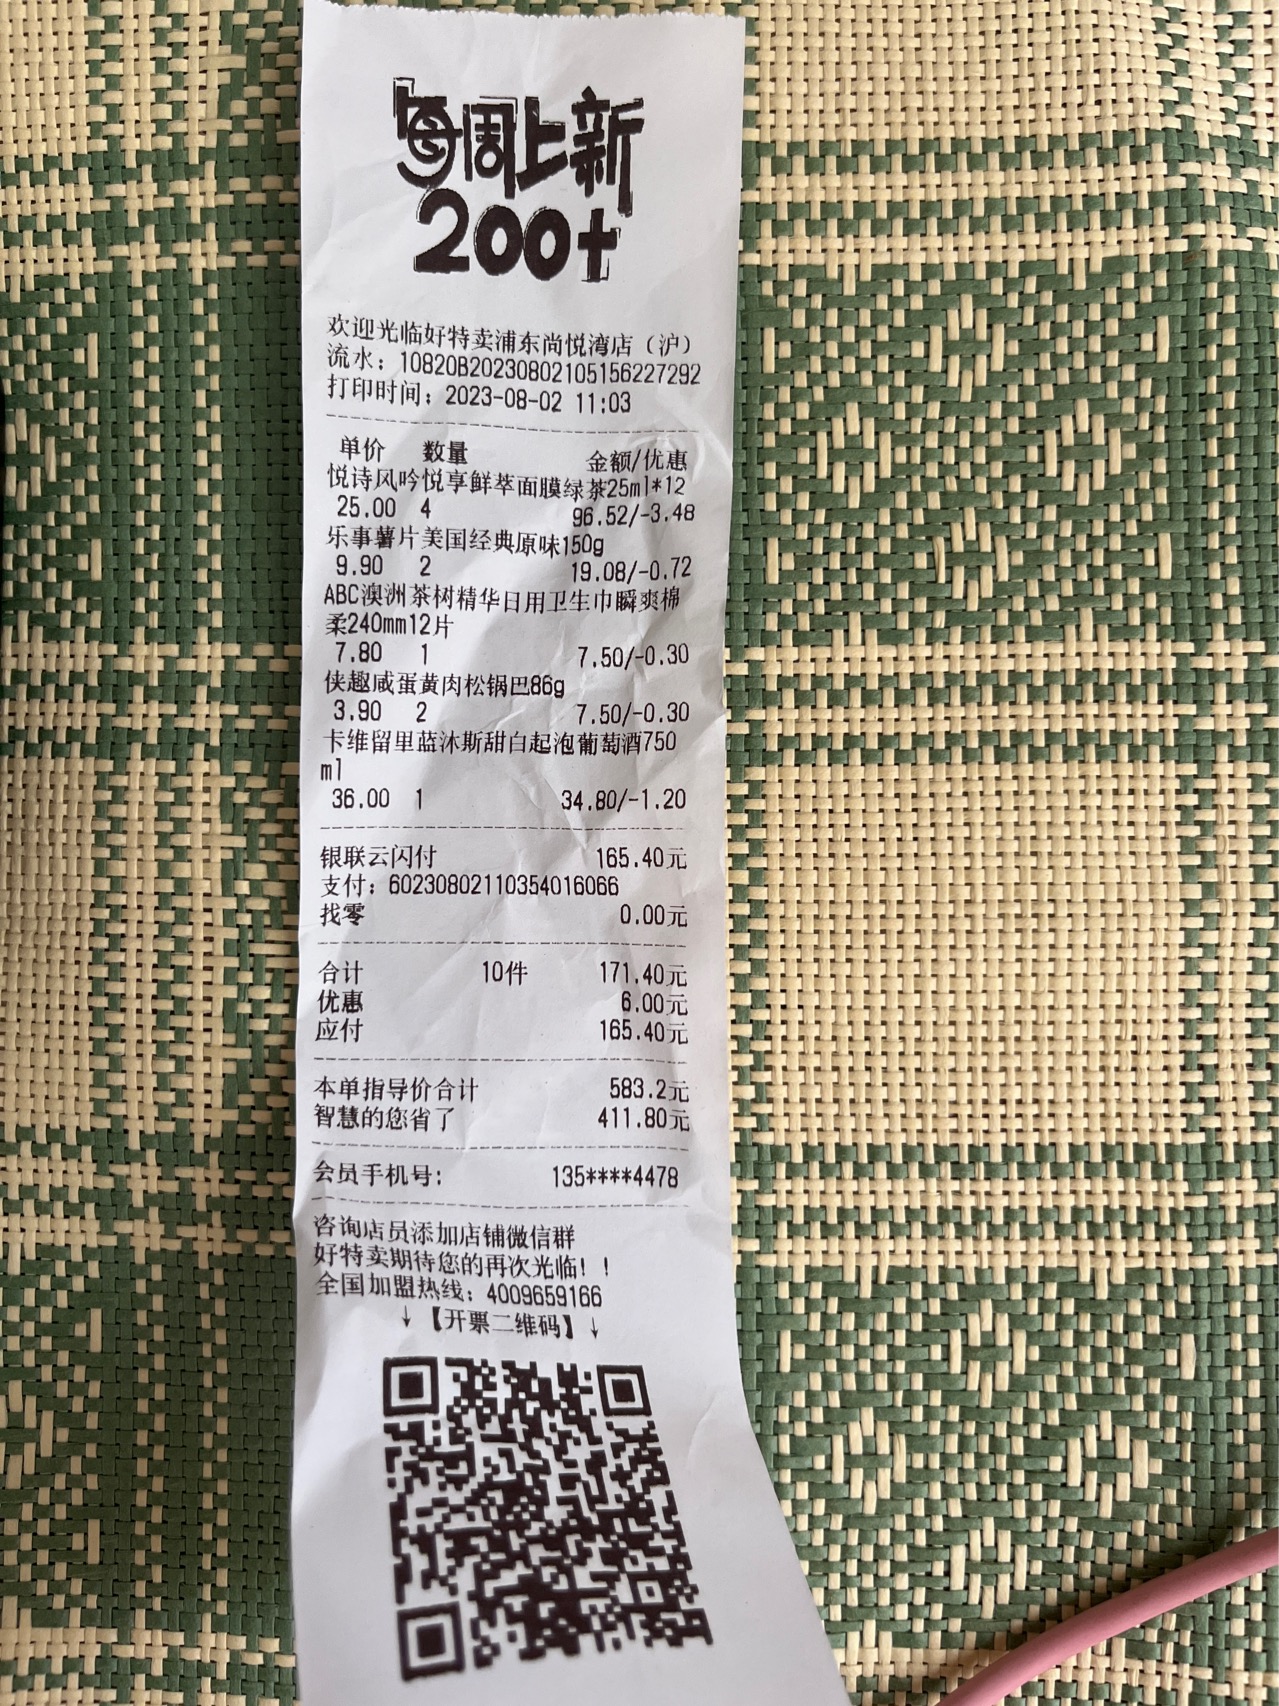 每周上新
200+
欢迎光临好特卖浦东尚悦湾店（沪）
流水：10820B202308021051562​27292
打印时间：2023-08-02 11:03
单价 数量 金额/优惠
悦诗风吟悦享鲜萃面膜绿茶25ml*12
25.00 4 96.52/-3.48
乐事薯片美国经典原味150g
9.90 2 19.08/-0.72
ABC澳洲茶树精华日用卫生巾瞬爽棉
柔240mm12片
7.80 1 7.50/-0.30
侠趣咸蛋黄肉松锅巴86g
3.90 2 7.50/-0.30
卡维留里蓝沐斯甜白起泡葡萄酒750
ml
36.00 1 34.80/-1.20
银联云闪付 165.40元
支付：60230802110354016066
找零 0.00元
合计 10件 171.40元
优惠 6.00元
应付 165.40元
本单指导价合计 583.2元
智慧的您省了 411.80元
会员手机号: 135****4478
咨询店员添加店铺微信群
好特卖期待您的再次光临！！
全国加盟热线：4009659166
↓【开票二维码】↓